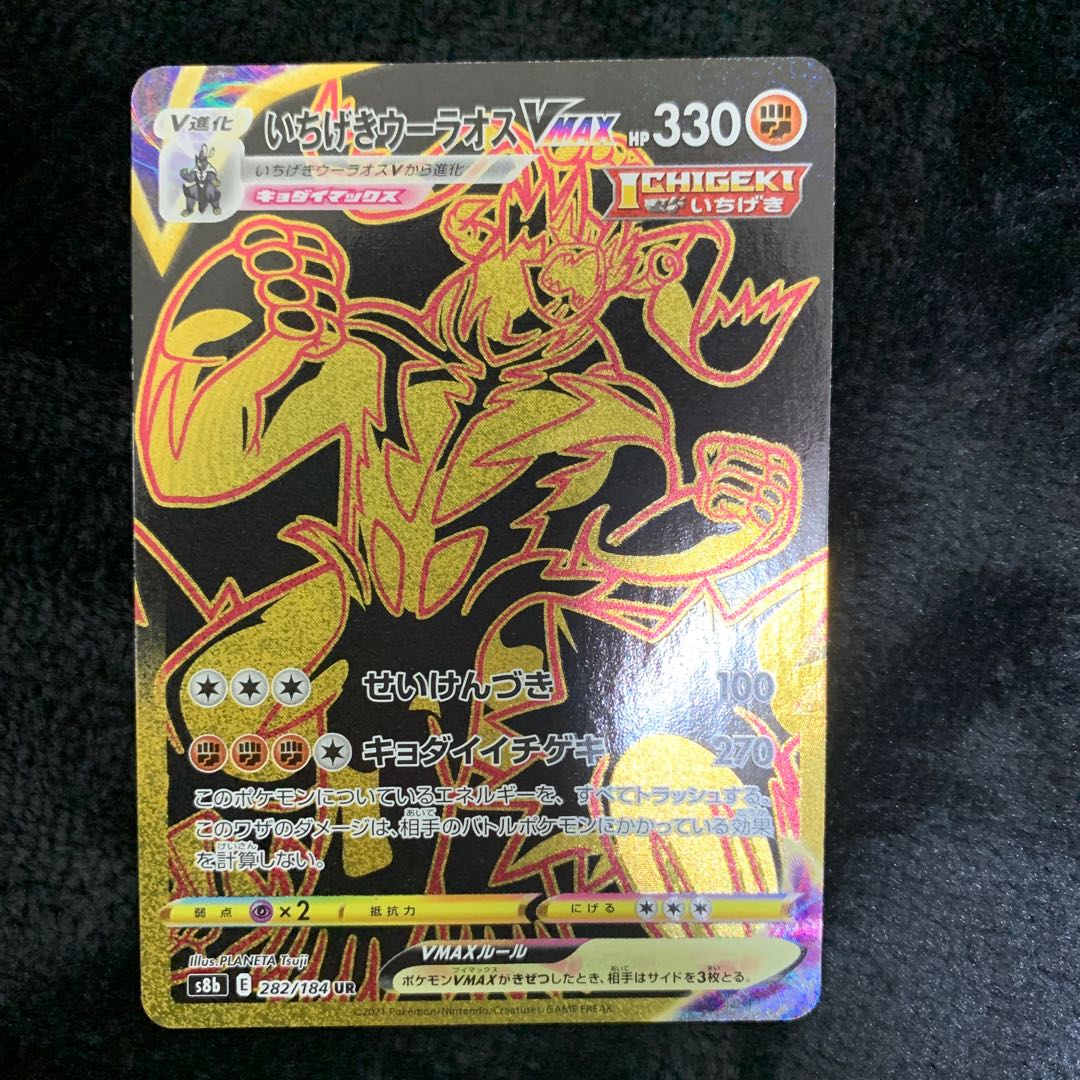 V進化
いちげきウーラオスVMAX HP 330
いちげきウーラオスVから進化
キョダイマックス
ICHIGEKI
いちげき
せいけんづき 100
キョダイイチゲキ 270
このポケモンについているエネルギーを、すべてトラッシュする。
このワザのダメージは、相手のバトルポケモンにかかっている効果
を計算しない。
弱点 ×2 抵抗力 にげる
VMAXルール
ポケモンVMAXがきぜつしたとき、相手はサイドを3枚とる。
Illus.PLANETA Tsuji
s8b E 282/184 UR
©2021 Pokémon/Nintendo/Creatures/GAME FREAK